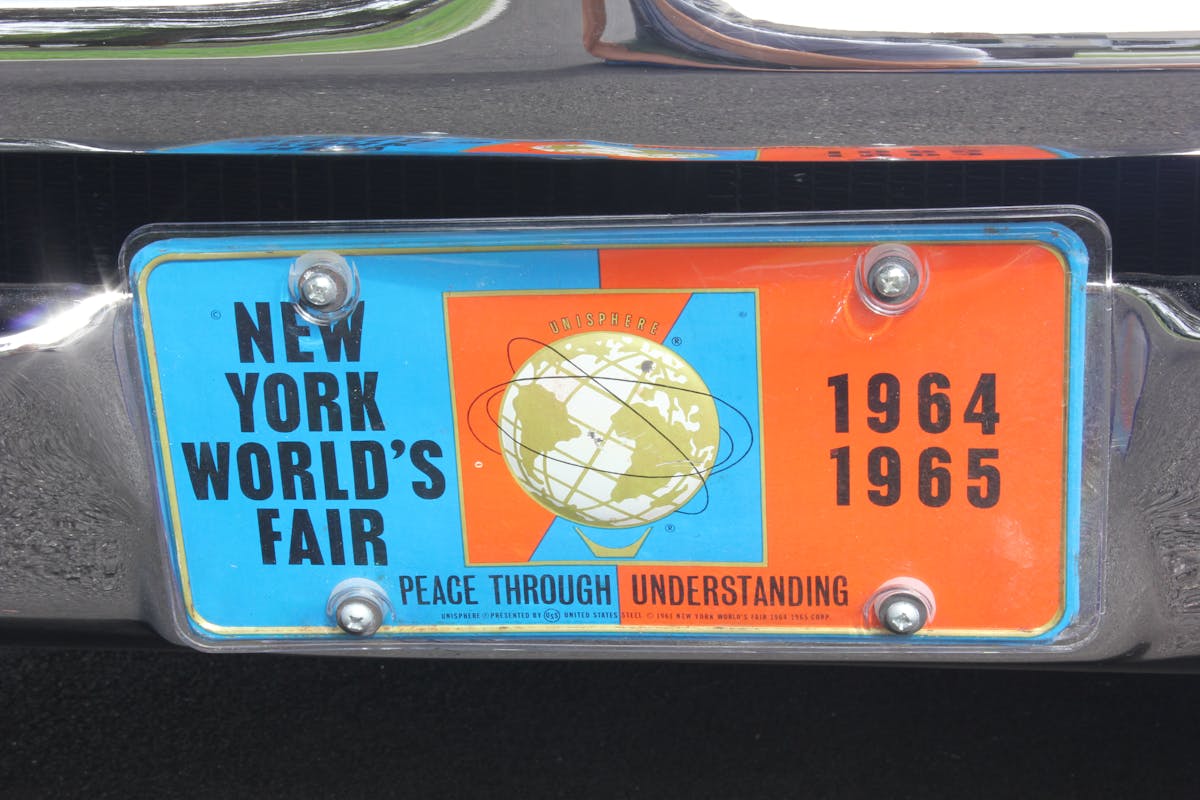 ©
NEW
YORK
WORLD'S
FAIR
UNISPHERE
®
®
1964
1965
PEACE THROUGH UNDERSTANDING
UNISPHERE ® PRESENTED BY USS UNITED STATES STEEL © 1961 NEW YORK WORLD'S FAIR 1964 1965 CORP.